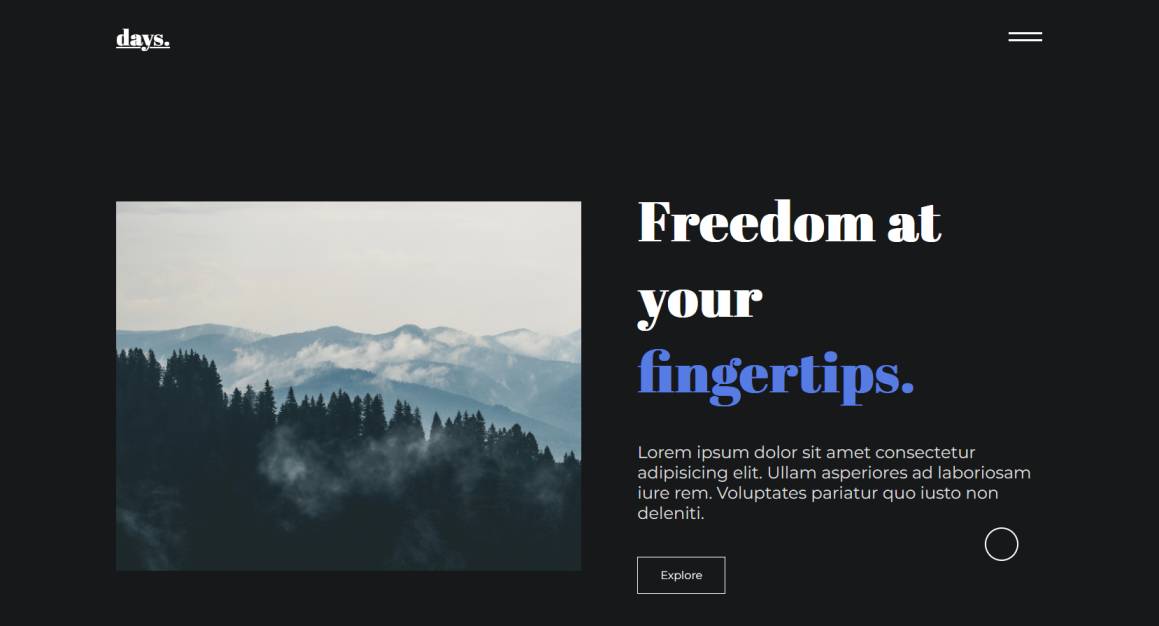 days.
Freedom at
your
fingertips.
Lorem ipsum dolor sit amet consectetur
adipisicing elit. Ullam asperiores ad laboriosam
iure rem. Voluptates pariatur quo iusto non
deleniti.
Explore